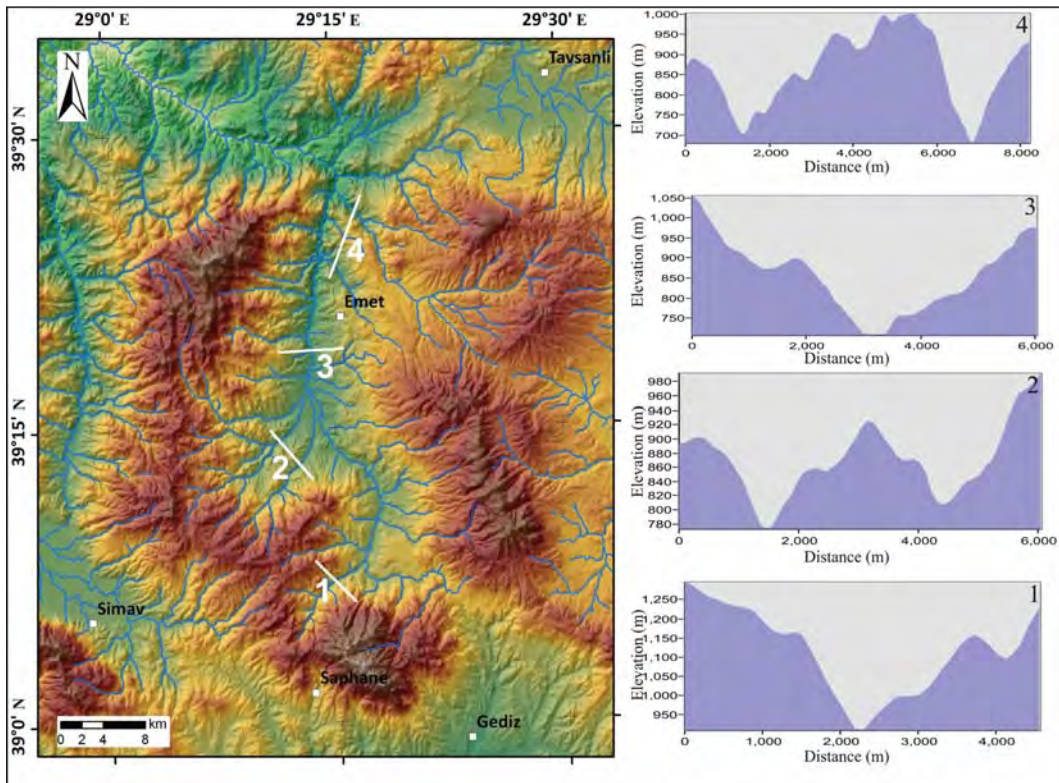 29°0' E
29°15' E
29°30' E
N
Tavsanli
39°30' N
4
Emet
3
39°15' N
2
1
Simav
Saphane
Gediz
39°0' N
km
0 2 4 8
4
Elevation (m)
1,000
950
900
850
800
750
700
0 2,000 4,000 6,000 8,000
Distance (m)
3
Elevation (m)
1,050
1,000
950
900
850
800
750
0 2,000 4,000 6,000
Distance (m)
2
Elevation (m)
980
960
940
920
900
880
860
840
820
800
780
0 2,000 4,000 6,000
Distance (m)
1
Elevation (m)
1,250
1,200
1,150
1,100
1,050
1,000
950
0 1,000 2,000 3,000 4,000
Distance (m)